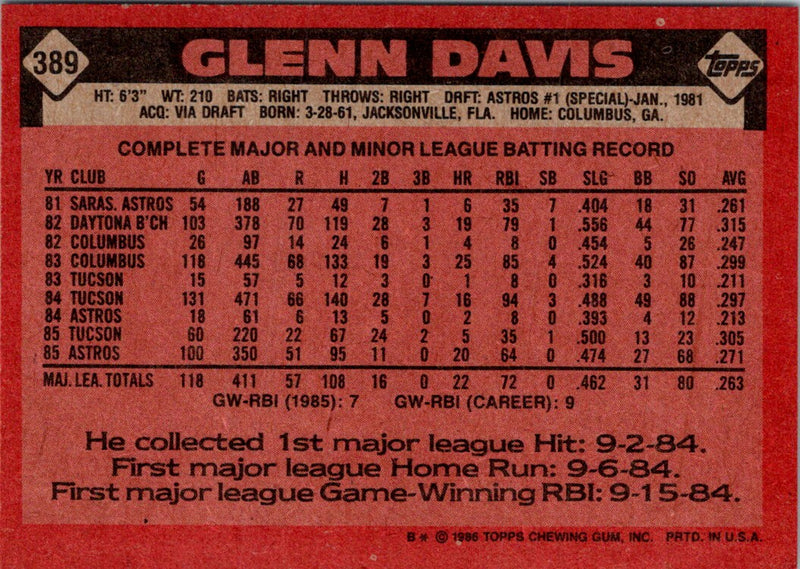 389
GLENN DAVIS
topps
HT: 6'3" WT: 210 BATS: RIGHT THROWS: RIGHT DRFT: ASTROS #1 (SPECIAL)-JAN., 1981
ACQ: VIA DRAFT BORN: 3-28-61, JACKSONVILLE, FLA. HOME: COLUMBUS, GA.
COMPLETE MAJOR AND MINOR LEAGUE BATTING RECORD
YR CLUB G AB R H 2B 3B HR RBI SB SLG BB SO AVG
81 SARAS. ASTROS 54 188 27 49 7 1 6 35 7 .404 18 31 .261
82 DAYTONA B'CH 103 378 70 119 28 3 19 79 1 .556 44 77 .315
82 COLUMBUS 26 97 14 24 6 1 4 8 0 .454 5 26 .247
83 COLUMBUS 118 445 68 133 19 3 25 85 4 .524 40 87 .299
83 TUCSON 15 57 5 12 3 0 1 8 0 .316 3 10 .211
84 TUCSON 131 471 66 140 28 7 16 94 3 .488 49 88 .297
84 ASTROS 18 61 6 13 5 0 2 8 0 .393 4 12 .213
85 TUCSON 60 220 22 67 24 2 5 35 1 .500 13 23 .305
85 ASTROS 100 350 51 95 11 0 20 64 0 .474 27 68 .271
MAJ. LEA. TOTALS 118 411 57 108 16 0 22 72 0 .462 31 80 .263
GW-RBI (1985): 7 GW-RBI (CAREER): 9
He collected 1st major league Hit: 9-2-84.
First major league Home Run: 9-6-84.
First major league Game-Winning RBI: 9-15-84.
B* © 1986 TOPPS CHEWING GUM, INC. PRTD. IN U.S.A.